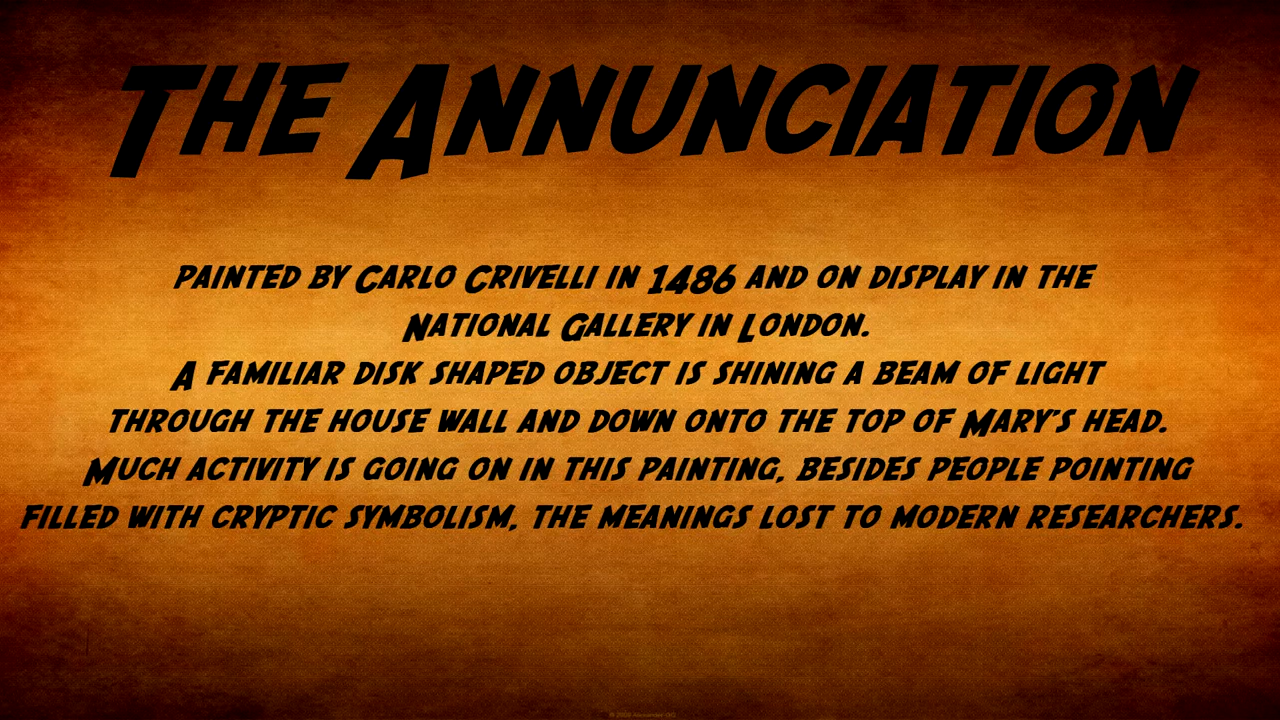 The Annunciation
painted by Carlo Crivelli in 1486 and on display in the
National Gallery in London.
A familiar disk shaped object is shining a beam of light
through the house wall and down onto the top of Mary's head.
Much activity is going on in this painting, besides people pointing
filled with cryptic symbolism, the meanings lost to modern researchers.